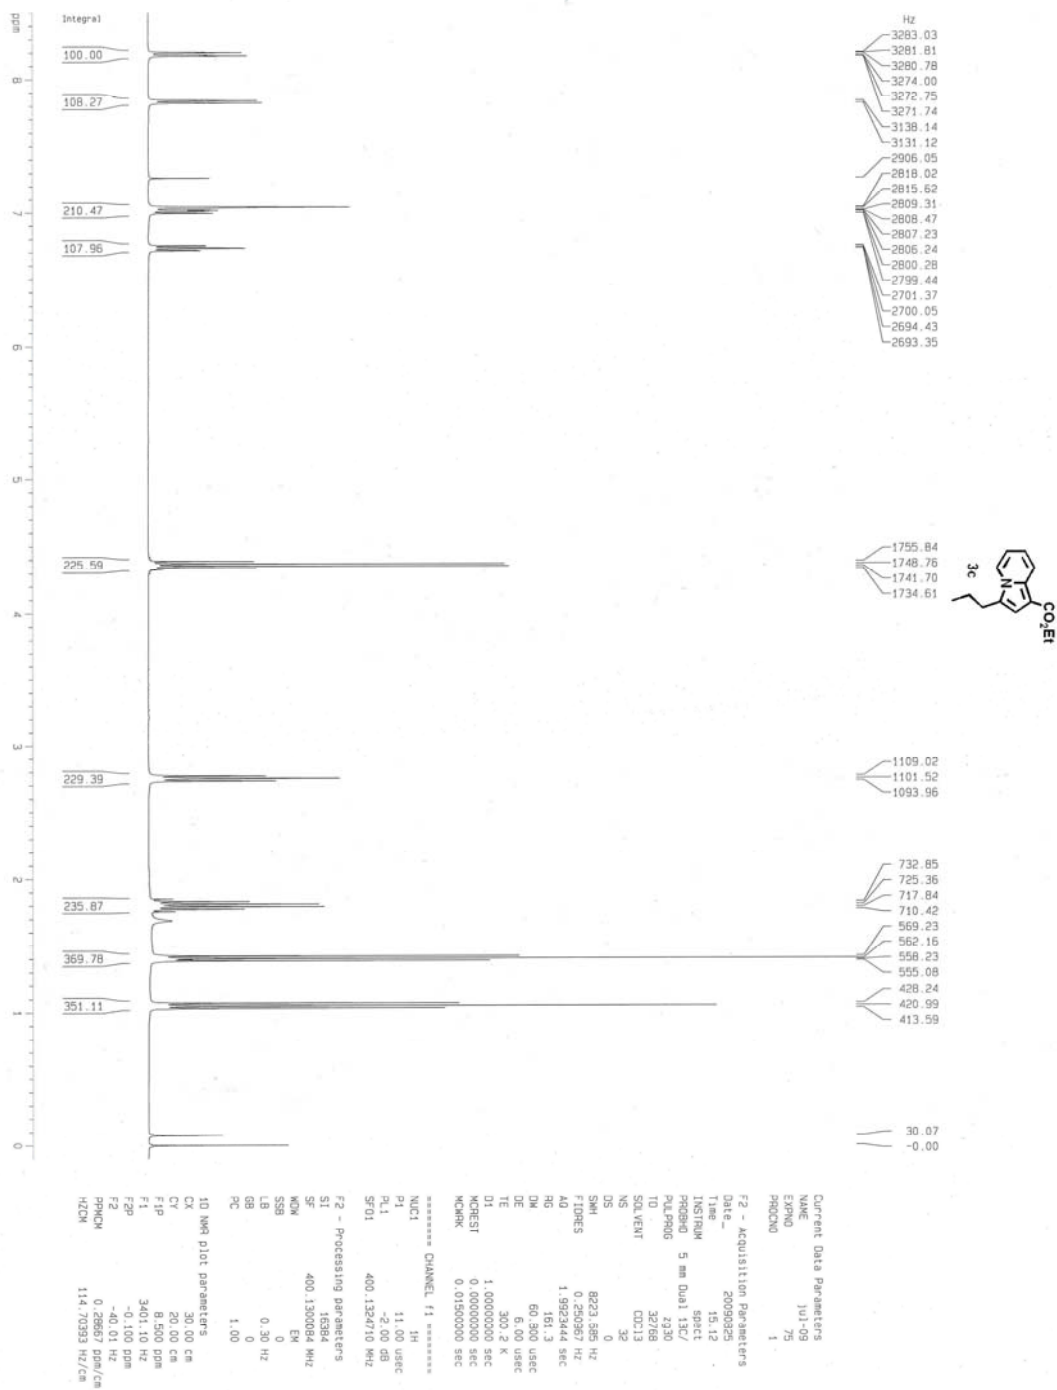 Integral
100.00
108.27
210.47
107.96
225.59
229.39
235.87
369.78
351.11
ppm
8
7
6
5
4
3
2
1
0
Hz
3283.03
3281.81
3280.78
3274.00
3272.75
3271.74
3138.14
3131.12
2906.05
2818.02
2815.62
2809.31
2808.47
2807.23
2806.24
2800.28
2799.44
2701.37
2700.05
2694.43
2693.35
1755.84
1748.76
1741.70
1734.61
1109.02
1101.52
1093.96
732.85
725.36
717.84
710.42
569.23
562.16
558.23
555.08
428.24
420.99
413.59
30.07
-0.00
CO2Et
N
3c
Current Data Parameters
NAME jul-09
EXPNO 75
PROCNO 1
F2 - Acquisition Parameters
Date_ 20090825
Time 15.12
INSTRUM spect
PROBHD 5 mm Dual 13C/
PULPROG zg30
TD 32768
SOLVENT CDCl3
NS 32
DS 0
SWH 8223.685 Hz
FIDRES 0.250967 Hz
AQ 1.9923444 sec
RG 161.3
DW 60.800 usec
DE 6.00 usec
TE 300.2 K
D1 1.00000000 sec
MCREST 0.00000000 sec
MCWRK 0.01500000 sec
======== CHANNEL f1 ========
NUC1 1H
P1 11.00 usec
PL1 -2.00 dB
SFO1 400.1324710 MHz
F2 - Processing parameters
SI 16384
SF 400.1300084 MHz
WDW EM
SSB 0
LB 0.30 Hz
GB 0
PC 1.00
1D NMR plot parameters
CX 30.00 cm
CY 20.00 cm
F1P 8.500 ppm
F1 3401.10 Hz
F2P -0.100 ppm
F2 -40.01 Hz
PPMCM 0.28667 ppm/cm
HZCM 114.70393 Hz/cm